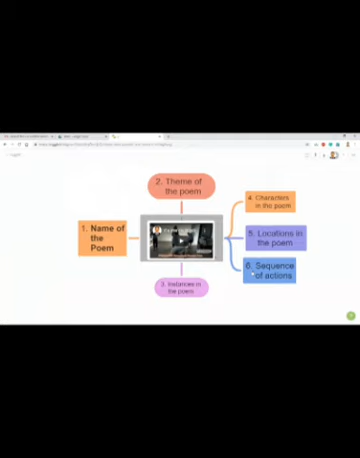 1. Name of
the
Poem
2. Theme of
the poem
3. Instances in
the poem
4. Characters
in the poem
5. Locations in
the poem
6. Sequence
of actions